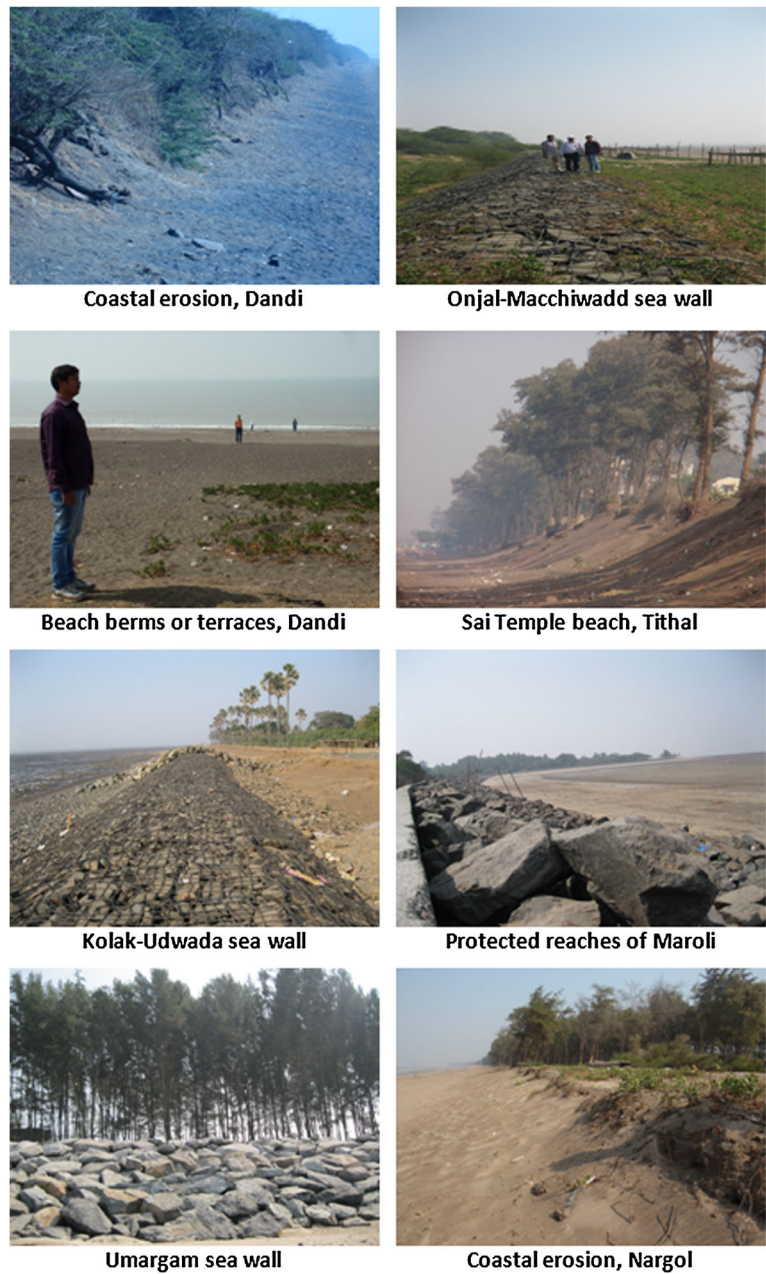 Coastal erosion, Dandi
Onjal-Macchiwadd sea wall
Beach berms or terraces, Dandi
Sai Temple beach, Tithal
Kolak-Udwada sea wall
Protected reaches of Maroli
Umargam sea wall
Coastal erosion, Nargol